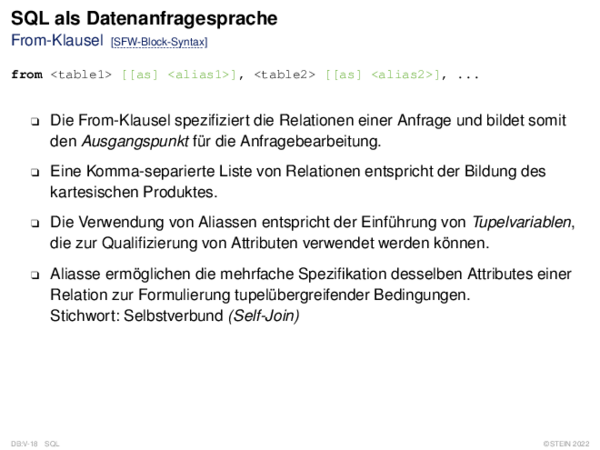 SQL als Datenanfragesprache
From-Klausel [SFW-Block-Syntax]
from <table1> [[as] <alias1>], <table2> [[as] <alias2>], ...
❑ Die From-Klausel spezifiziert die Relationen einer Anfrage und bildet somit
den Ausgangspunkt für die Anfragebearbeitung.
❑ Eine Komma-separierte Liste von Relationen entspricht der Bildung des
kartesischen Produktes.
❑ Die Verwendung von Aliassen entspricht der Einführung von Tupelvariablen,
die zur Qualifizierung von Attributen verwendet werden können.
❑ Aliasse ermöglichen die mehrfache Spezifikation desselben Attributes einer
Relation zur Formulierung tupelübergreifender Bedingungen.
Stichwort: Selbstverbund (Self-Join)
DB:V-18 SQL ©STEIN 2022